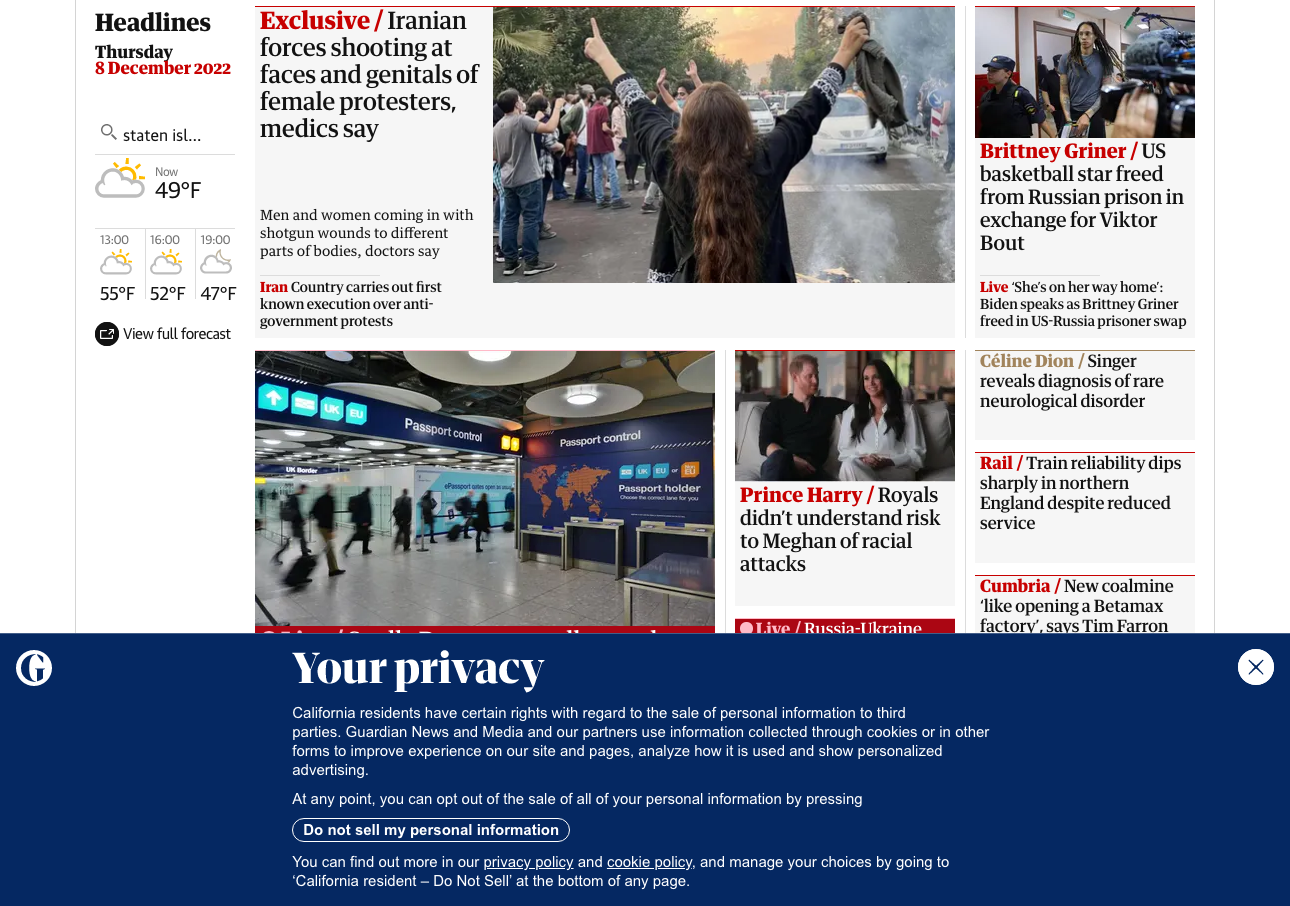 Headlines
Thursday
8 December 2022
staten isl...
Now
49°F
13:00
16:00
19:00
55°F
52°F
47°F
View full forecast
Exclusive / Iranian
forces shooting at
faces and genitals of
female protesters,
medics say
Men and women coming in with
shotgun wounds to different
parts of bodies, doctors say
Iran Country carries out first
known execution over anti-
government protests
Brittney Griner / US
basketball star freed
from Russian prison in
exchange for Viktor
Bout
Live ‘She’s on her way home’:
Biden speaks as Brittney Griner
freed in US-Russia prisoner swap
UK
EU
Passport control
UK Border
ePassport gates open as usual
Passport control
UK
EU
or
EU
Passport holder
Choose the correct lane for you
Prince Harry / Royals
didn’t understand risk
to Meghan of racial
attacks
Live / Russia-Ukraine
Céline Dion / Singer
reveals diagnosis of rare
neurological disorder
Rail / Train reliability dips
sharply in northern
England despite reduced
service
Cumbria / New coalmine
‘like opening a Betamax
factory’, says Tim Farron
G
Your privacy
California residents have certain rights with regard to the sale of personal information to third
parties. Guardian News and Media and our partners use information collected through cookies or in other
forms to improve experience on our site and pages, analyze how it is used and show personalized
advertising.
At any point, you can opt out of the sale of all of your personal information by pressing
Do not sell my personal information
You can find out more in our privacy policy and cookie policy, and manage your choices by going to
‘California resident – Do Not Sell’ at the bottom of any page.